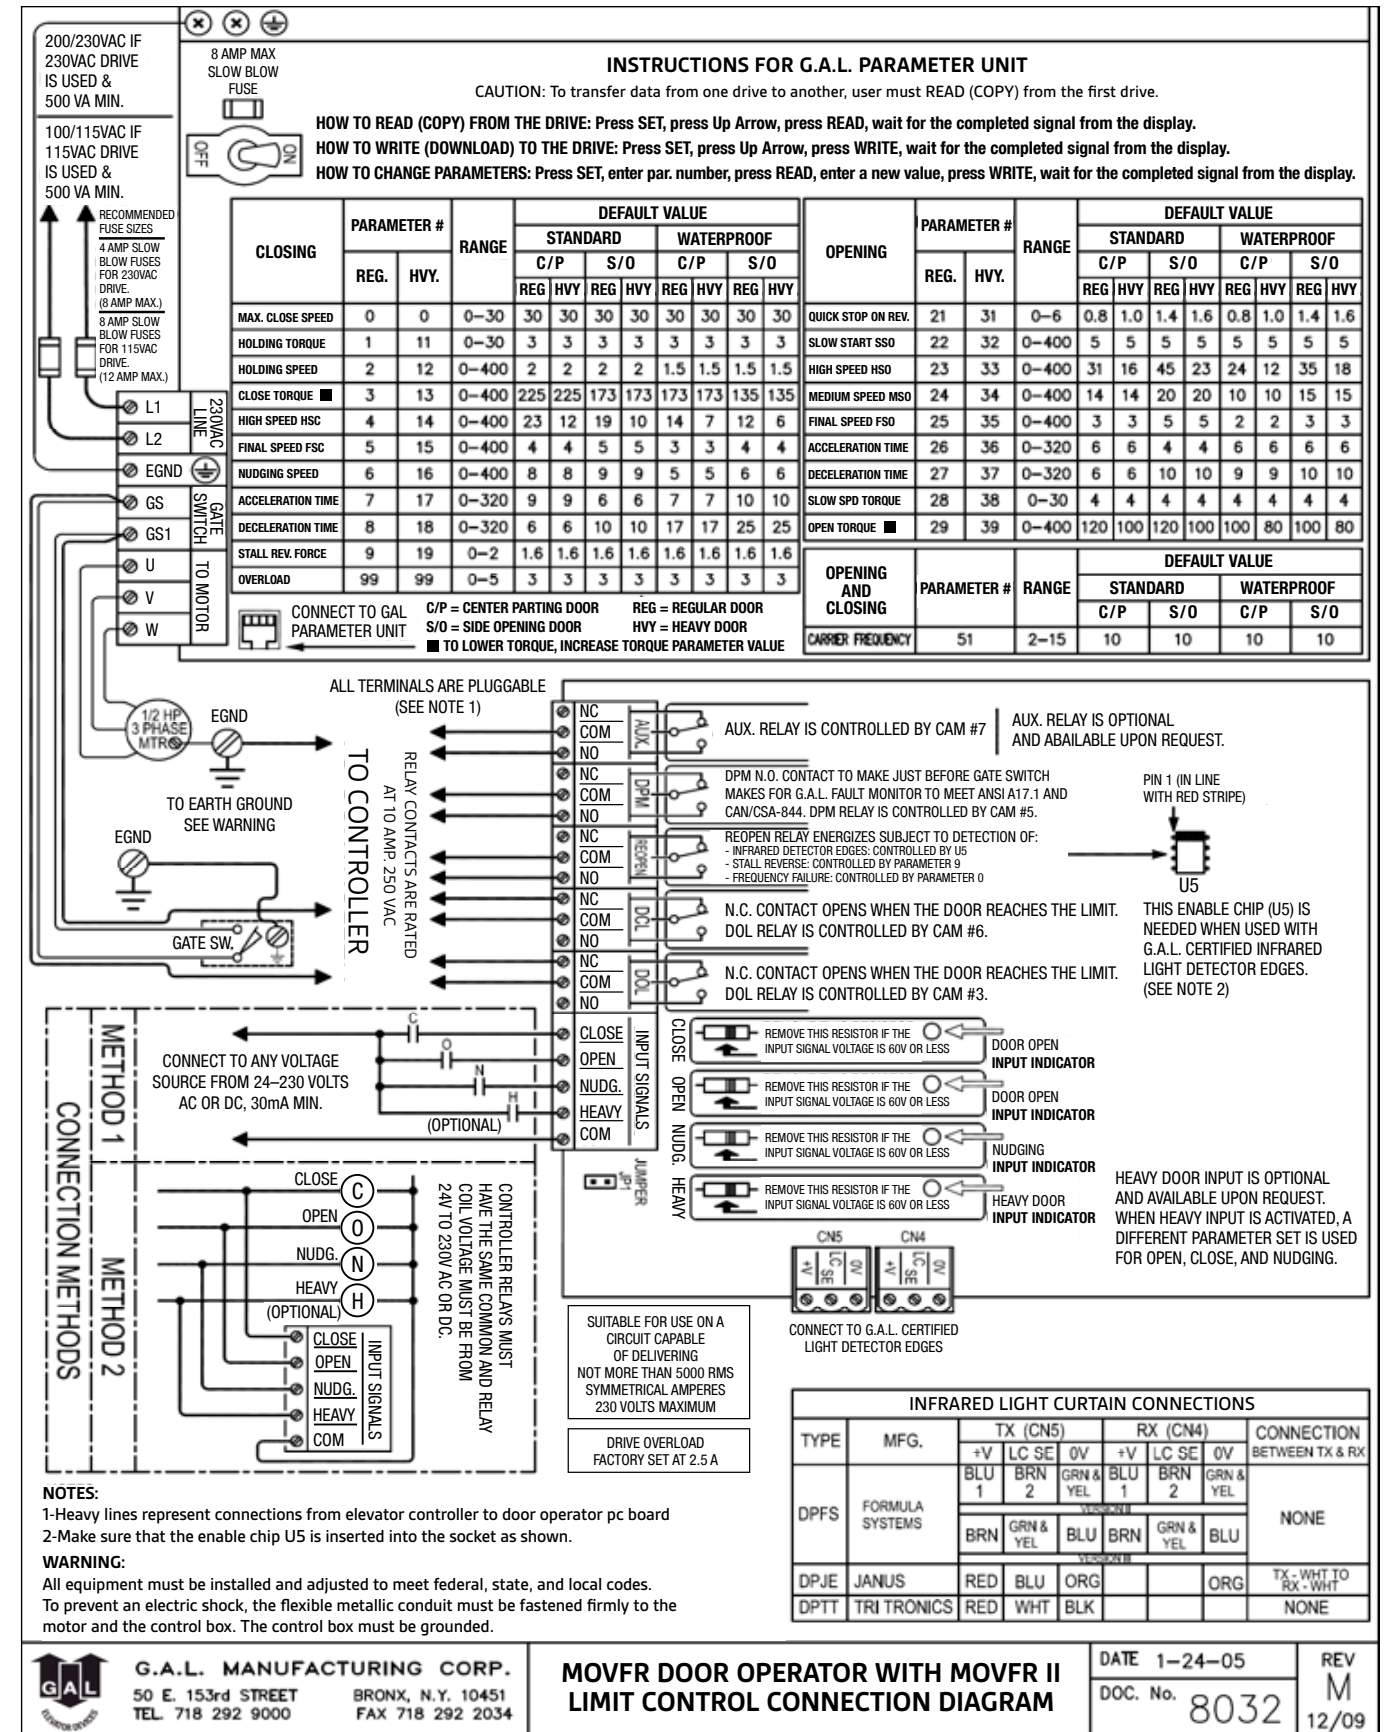 200/230VAC IF
230VAC DRIVE
IS USED &
500 VA MIN.
100/115VAC IF
115VAC DRIVE
IS USED &
500 VA MIN.
8 AMP MAX
SLOW BLOW
FUSE
OFF
ON
INSTRUCTIONS FOR G.A.L. PARAMETER UNIT
CAUTION: To transfer data from one drive to another, user must READ (COPY) from the first drive.
HOW TO READ (COPY) FROM THE DRIVE: Press SET, press Up Arrow, press READ, wait for the completed signal from the display.
HOW TO WRITE (DOWNLOAD) TO THE DRIVE: Press SET, press Up Arrow, press WRITE, wait for the completed signal from the display.
HOW TO CHANGE PARAMETERS: Press SET, enter par. number, press READ, enter a new value, press WRITE, wait for the completed signal from the display.
RECOMMENDED
FUSE SIZES
4 AMP SLOW
BLOW FUSES
FOR 230VAC
DRIVE.
(8 AMP MAX.)
8 AMP SLOW
BLOW FUSES
FOR 115VAC
DRIVE.
(12 AMP MAX.)
L1
L2
230VAC
LINE
EGND
GS
GS1
GATE
SWITCH
U
V
W
TO MOTOR
CLOSING
PARAMETER #
RANGE
DEFAULT VALUE
STANDARD WATERPROOF
C/P S/O C/P S/O
REG. HVY.
REG HVY REG HVY REG HVY REG HVY
MAX. CLOSE SPEED 0 0 0–30 30 30 30 30 30 30 30 30
HOLDING TORQUE 1 11 0–30 3 3 3 3 3 3 3 3
HOLDING SPEED 2 12 0–400 2 2 2 2 1.5 1.5 1.5 1.5
CLOSE TORQUE ■ 3 13 0–400 225 225 173 173 173 173 135 135
HIGH SPEED HSC 4 14 0–400 23 12 19 10 14 7 12 6
FINAL SPEED FSC 5 15 0–400 4 4 5 5 3 3 4 4
NUDGING SPEED 6 16 0–400 8 8 9 9 5 5 6 6
ACCELERATION TIME 7 17 0–320 9 9 6 6 7 7 10 10
DECELERATION TIME 8 18 0–320 6 6 10 10 17 17 25 25
STALL REV. FORCE 9 19 0–2 1.6 1.6 1.6 1.6 1.6 1.6 1.6 1.6
OVERLOAD 99 99 0–5 3 3 3 3 3 3 3 3
OPENING
PARAMETER #
RANGE
DEFAULT VALUE
STANDARD WATERPROOF
C/P S/O C/P S/O
REG. HVY.
REG HVY REG HVY REG HVY REG HVY
QUICK STOP ON REV. 21 31 0–6 0.8 1.0 1.4 1.6 0.8 1.0 1.4 1.6
SLOW START SSO 22 32 0–400 5 5 5 5 5 5 5 5
HIGH SPEED HSO 23 33 0–400 31 16 45 23 24 12 35 18
MEDIUM SPEED MSO 24 34 0–400 14 14 20 20 10 10 15 15
FINAL SPEED FSO 25 35 0–400 3 3 5 5 2 2 3 3
ACCELERATION TIME 26 36 0–320 6 6 4 4 6 6 6 6
DECELERATION TIME 27 37 0–320 6 6 10 10 9 9 10 10
SLOW SPD TORQUE 28 38 0–30 4 4 4 4 4 4 4 4
OPEN TORQUE ■ 29 39 0–400 120 100 120 100 100 80 100 80
OPENING
AND
CLOSING
PARAMETER #
RANGE
DEFAULT VALUE
STANDARD WATERPROOF
C/P S/O C/P S/O
CARRIER FREQUENCY 51 2–15 10 10 10 10
CONNECT TO GAL
PARAMETER UNIT
C/P = CENTER PARTING DOOR REG = REGULAR DOOR
S/O = SIDE OPENING DOOR HVY = HEAVY DOOR
■ TO LOWER TORQUE, INCREASE TORQUE PARAMETER VALUE
1/2 HP
3 PHASE
MTR
EGND
TO EARTH GROUND
SEE WARNING
EGND
GATE SW.
ALL TERMINALS ARE PLUGGABLE
(SEE NOTE 1)
TO CONTROLLER
RELAY CONTACTS ARE RATED
AT 10 AMP. 250 VAC
NC
COM
NO
AUX.
AUX. RELAY IS CONTROLLED BY CAM #7
AUX. RELAY IS OPTIONAL
AND ABAILABLE UPON REQUEST.
NC
COM
NO
DPM
DPM N.O. CONTACT TO MAKE JUST BEFORE GATE SWITCH
MAKES FOR G.A.L. FAULT MONITOR TO MEET ANSI A17.1 AND
CAN/CSA-844. DPM RELAY IS CONTROLLED BY CAM #5.
NC
COM
NO
REOPEN
REOPEN RELAY ENERGIZES SUBJECT TO DETECTION OF:
- INFRARED DETECTOR EDGES: CONTROLLED BY U5
- STALL REVERSE: CONTROLLED BY PARAMETER 9
- FREQUENCY FAILURE: CONTROLLED BY PARAMETER 0
NC
COM
NO
DCL
N.C. CONTACT OPENS WHEN THE DOOR REACHES THE LIMIT.
DOL RELAY IS CONTROLLED BY CAM #6.
NC
COM
NO
DOL
N.C. CONTACT OPENS WHEN THE DOOR REACHES THE LIMIT.
DOL RELAY IS CONTROLLED BY CAM #3.
PIN 1 (IN LINE
WITH RED STRIPE)
U5
THIS ENABLE CHIP (U5) IS
NEEDED WHEN USED WITH
G.A.L. CERTIFIED INFRARED
LIGHT DETECTOR EDGES.
(SEE NOTE 2)
CONNECTION METHODS
METHOD 1
CONNECT TO ANY VOLTAGE
SOURCE FROM 24–230 VOLTS
AC OR DC, 30mA MIN.
C
O
N
H
(OPTIONAL)
CLOSE
OPEN
NUDG.
HEAVY
COM
INPUT SIGNALS
JUMPER
JP1
CLOSE
REMOVE THIS RESISTOR IF THE
INPUT SIGNAL VOLTAGE IS 60V OR LESS
DOOR OPEN
INPUT INDICATOR
OPEN
REMOVE THIS RESISTOR IF THE
INPUT SIGNAL VOLTAGE IS 60V OR LESS
DOOR OPEN
INPUT INDICATOR
NUDG.
REMOVE THIS RESISTOR IF THE
INPUT SIGNAL VOLTAGE IS 60V OR LESS
NUDGING
INPUT INDICATOR
HEAVY
REMOVE THIS RESISTOR IF THE
INPUT SIGNAL VOLTAGE IS 60V OR LESS
HEAVY DOOR
INPUT INDICATOR
HEAVY DOOR INPUT IS OPTIONAL
AND AVAILABLE UPON REQUEST.
WHEN HEAVY INPUT IS ACTIVATED, A
DIFFERENT PARAMETER SET IS USED
FOR OPEN, CLOSE, AND NUDGING.
METHOD 2
CLOSE C
OPEN O
NUDG. N
HEAVY H
(OPTIONAL)
CLOSE
OPEN
NUDG.
HEAVY
COM
INPUT SIGNALS
CONTROLLER RELAYS MUST
HAVE THE SAME COMMON AND RELAY
COIL VOLTAGE MUST BE FROM
24V TO 230V AC OR DC.
CN5 CN4
+V LC SE 0V +V LC SE 0V
CONNECT TO G.A.L. CERTIFIED
LIGHT DETECTOR EDGES
SUITABLE FOR USE ON A
CIRCUIT CAPABLE
OF DELIVERING
NOT MORE THAN 5000 RMS
SYMMETRICAL AMPERES
230 VOLTS MAXIMUM
DRIVE OVERLOAD
FACTORY SET AT 2.5 A
INFRARED LIGHT CURTAIN CONNECTIONS
TYPE MFG. TX (CN5) RX (CN4) CONNECTION
BETWEEN TX & RX
+V LC SE 0V +V LC SE 0V
DPFS FORMULA
SYSTEMS
BLU 1 BRN 2 GRN & YEL BLU 1 BRN 2 GRN & YEL
VERSION II
BRN GRN & YEL BLU BRN GRN & YEL BLU
VERSION III
NONE
DPJE JANUS RED BLU ORG ORG TX - WHT TO RX - WHT
DPTT TRI TRONICS RED WHT BLK NONE
NOTES:
1-Heavy lines represent connections from elevator controller to door operator pc board
2-Make sure that the enable chip U5 is inserted into the socket as shown.
WARNING:
All equipment must be installed and adjusted to meet federal, state, and local codes.
To prevent an electric shock, the flexible metallic conduit must be fastened firmly to the
motor and the control box. The control box must be grounded.
GAL
ELEVATOR DEVICES
G.A.L. MANUFACTURING CORP.
50 E. 153rd STREET BRONX, N.Y. 10451
TEL. 718 292 9000 FAX 718 292 2034
MOVFR DOOR OPERATOR WITH MOVFR II
LIMIT CONTROL CONNECTION DIAGRAM
DATE 1–24–05
DOC. No. 8032
REV
M
12/09